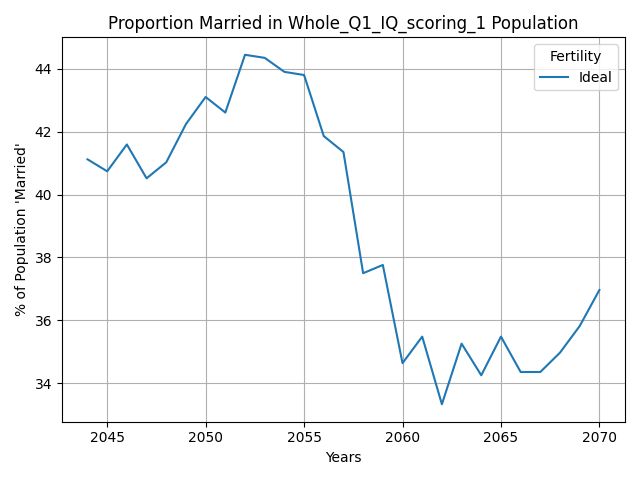 Proportion Married in Whole_Q1_IQ_scoring_1 Population
Fertility
Ideal
% of Population 'Married'
44
42
40
38
36
34
2045 2050 2055 2060 2065 2070
Years